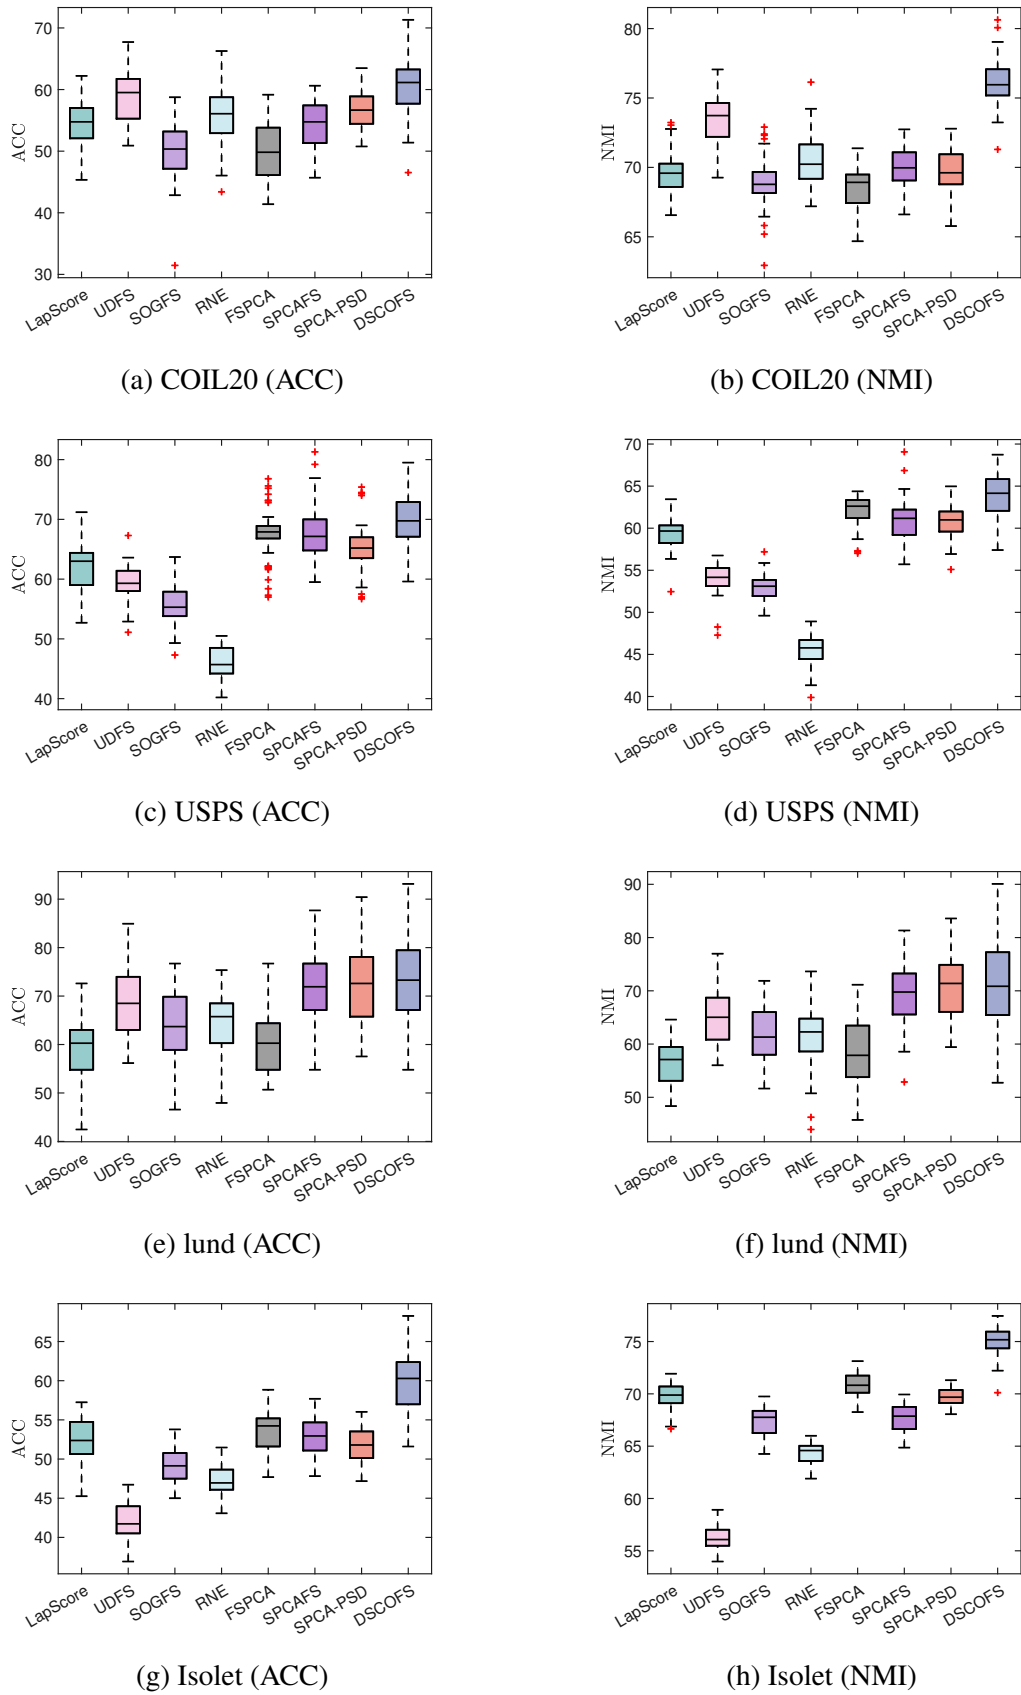 70
60
50
40
30
ACC
LapScore
UDFS
SOGFS
RNE
FSPCA
SPCAFS
SPCA-PSD
DSCOFS
(a) COIL20 (ACC)
80
75
70
65
NMI
LapScore
UDFS
SOGFS
RNE
FSPCA
SPCAFS
SPCA-PSD
DSCOFS
(b) COIL20 (NMI)
80
70
60
50
40
ACC
LapScore
UDFS
SOGFS
RNE
FSPCA
SPCAFS
SPCA-PSD
DSCOFS
(c) USPS (ACC)
70
65
60
55
50
45
40
NMI
LapScore
UDFS
SOGFS
RNE
FSPCA
SPCAFS
SPCA-PSD
DSCOFS
(d) USPS (NMI)
90
80
70
60
50
40
ACC
LapScore
UDFS
SOGFS
RNE
FSPCA
SPCAFS
SPCA-PSD
DSCOFS
(e) lund (ACC)
90
80
70
60
50
NMI
LapScore
UDFS
SOGFS
RNE
FSPCA
SPCAFS
SPCA-PSD
DSCOFS
(f) lund (NMI)
65
60
55
50
45
40
ACC
LapScore
UDFS
SOGFS
RNE
FSPCA
SPCAFS
SPCA-PSD
DSCOFS
(g) Isolet (ACC)
75
70
65
60
55
NMI
LapScore
UDFS
SOGFS
RNE
FSPCA
SPCAFS
SPCA-PSD
DSCOFS
(h) Isolet (NMI)